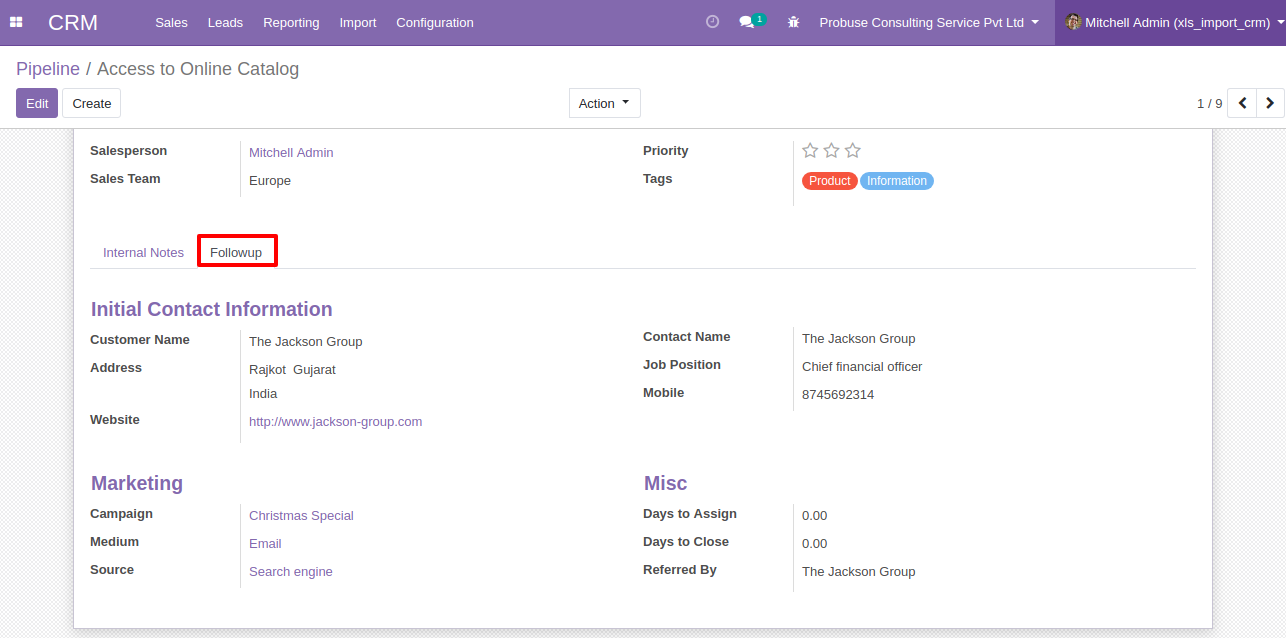 CRM Sales Leads Reporting Import Configuration 1 Probuse Consulting Service Pvt Ltd Mitchell Admin (xls_import_crm)
Pipeline / Access to Online Catalog
Edit Create Action 1 / 9
Salesperson Mitchell Admin Priority
Sales Team Europe Tags Product Information
Internal Notes Followup
Initial Contact Information
Customer Name The Jackson Group Contact Name The Jackson Group
Address Rajkot Gujarat Job Position Chief financial officer
India Mobile 8745692314
Website http://www.jackson-group.com
Marketing Misc
Campaign Christmas Special Days to Assign 0.00
Medium Email Days to Close 0.00
Source Search engine Referred By The Jackson Group